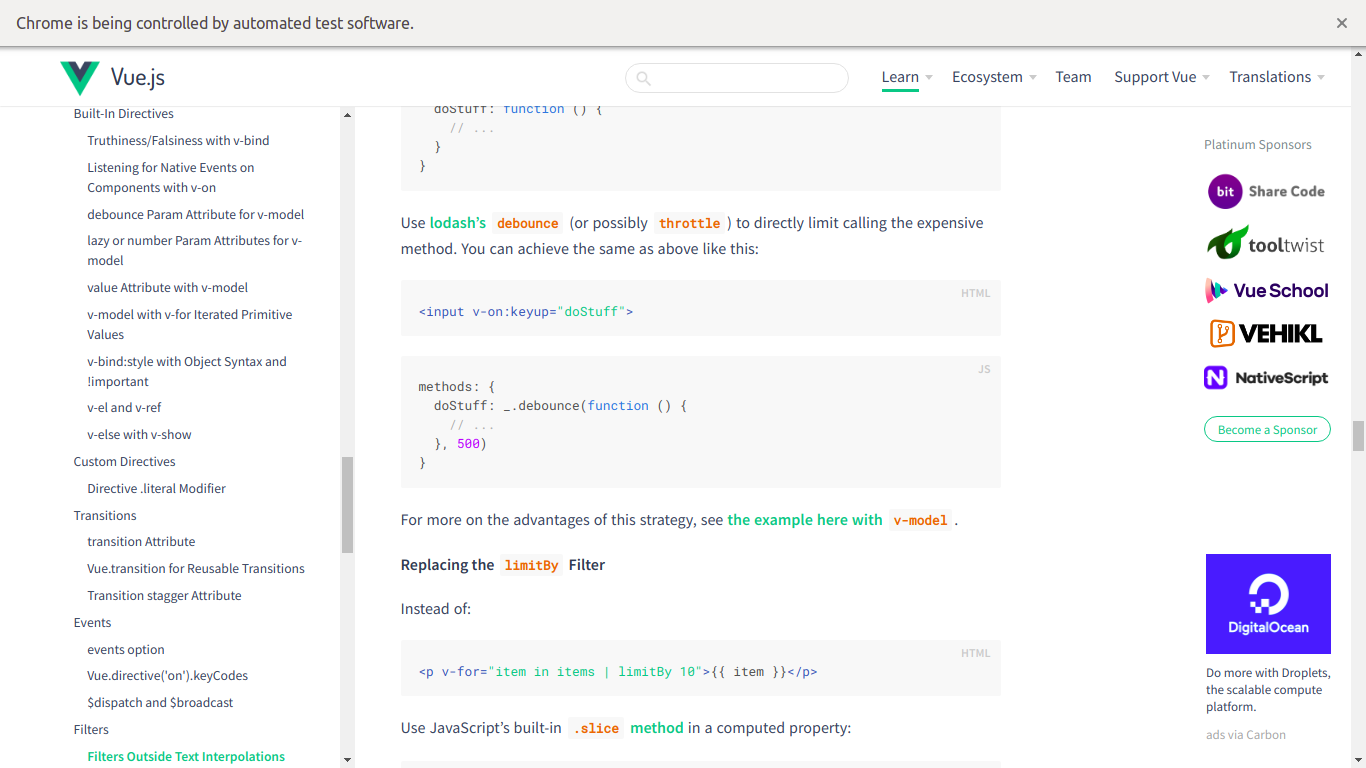 Chrome is being controlled by automated test software.
Vue.js
Learn
Ecosystem
Team
Support Vue
Translations
Built-In Directives
Truthiness/Falsiness with v-bind
Listening for Native Events on
Components with v-on
debounce Param Attribute for v-model
lazy or number Param Attributes for v-
model
value Attribute with v-model
v-model with v-for Iterated Primitive
Values
v-bind:style with Object Syntax and
!important
v-el and v-ref
v-else with v-show
Custom Directives
Directive .literal Modifier
Transitions
transition Attribute
Vue.transition for Reusable Transitions
Transition stagger Attribute
Events
events option
Vue.directive('on').keyCodes
$dispatch and $broadcast
Filters
Filters Outside Text Interpolations
doStuff: function () {
// ...
}
}
Use lodash’s debounce (or possibly throttle ) to directly limit calling the expensive
method. You can achieve the same as above like this:
HTML
<input v-on:keyup="doStuff">
JS
methods: {
doStuff: _.debounce(function () {
// ...
}, 500)
}
For more on the advantages of this strategy, see the example here with v-model .
Replacing the limitBy Filter
Instead of:
HTML
<p v-for="item in items | limitBy 10">{{ item }}</p>
Use JavaScript’s built-in .slice method in a computed property:
Platinum Sponsors
bit Share Code
tooltwist
Vue School
VEHIKL
NativeScript
Become a Sponsor
DigitalOcean
Do more with Droplets,
the scalable compute
platform.
ads via Carbon